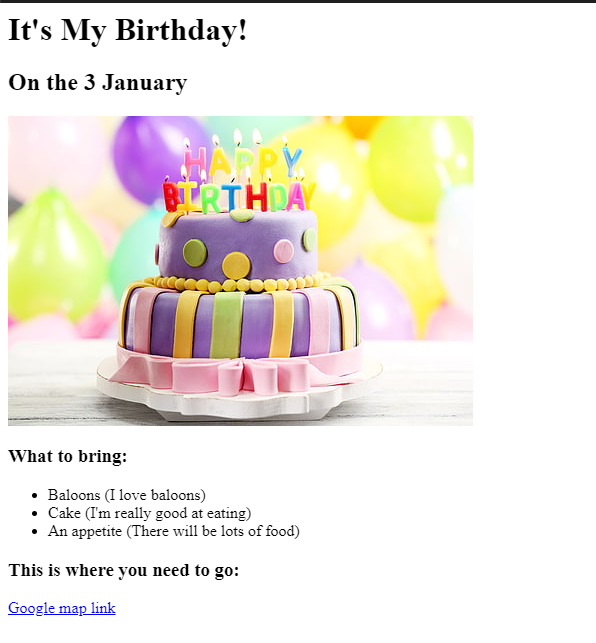 It's My Birthday!
On the 3 January
HAPPY
BIRTHDAY
What to bring:
Baloons (I love baloons)
Cake (I'm really good at eating)
An appetite (There will be lots of food)
This is where you need to go:
Google map link